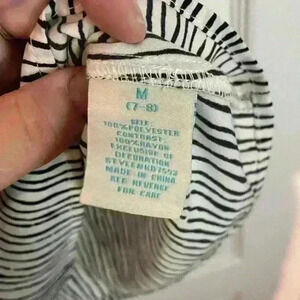 M
(7-8)
SELF:
100%POLYESTER
CONTRAST:
100%RAYON
EXCLUSIVE OF
DECORATION
MADE IN CHINA
SEE REVERSE
FOR CARE